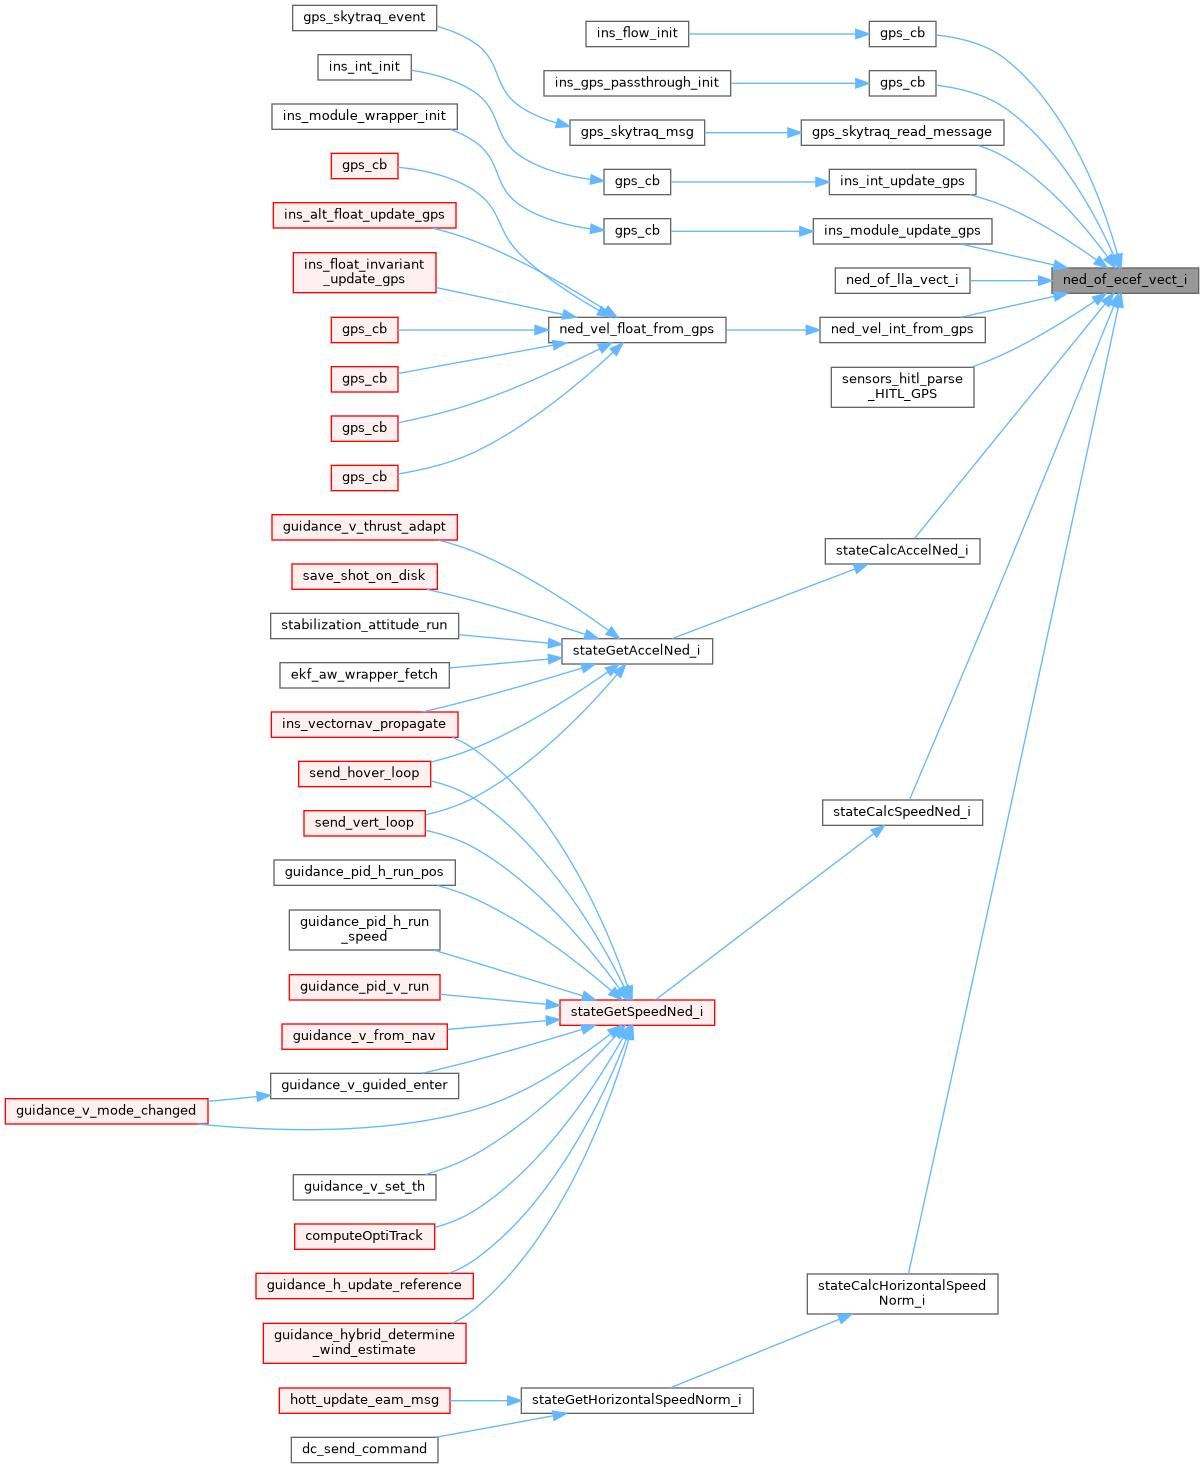 gps_skytraq_event
ins_flow_init
gps_cb
ins_int_init
ins_gps_passthrough_init
gps_cb
ins_module_wrapper_init
gps_skytraq_msg
gps_skytraq_read_message
gps_cb
gps_cb
ins_int_update_gps
ins_alt_float_update_gps
gps_cb
ins_module_update_gps
ins_float_invariant
_update_gps
ned_of_lla_vect_i
ned_of_ecef_vect_i
gps_cb
ned_vel_float_from_gps
ned_vel_int_from_gps
gps_cb
sensors_hitl_parse
_HITL_GPS
gps_cb
gps_cb
guidance_v_thrust_adapt
stateCalcAccelNed_i
save_shot_on_disk
stabilization_attitude_run
stateGetAccelNed_i
ekf_aw_wrapper_fetch
ins_vectornav_propagate
send_hover_loop
send_vert_loop
stateCalcSpeedNed_i
guidance_pid_h_run_pos
guidance_pid_h_run
_speed
guidance_pid_v_run
stateGetSpeedNed_i
guidance_v_from_nav
guidance_v_guided_enter
guidance_v_mode_changed
guidance_v_set_th
computeOptiTrack
guidance_h_update_reference
stateCalcHorizontalSpeed
Norm_i
guidance_hybrid_determine
_wind_estimate
hott_update_eam_msg
stateGetHorizontalSpeedNorm_i
dc_send_command